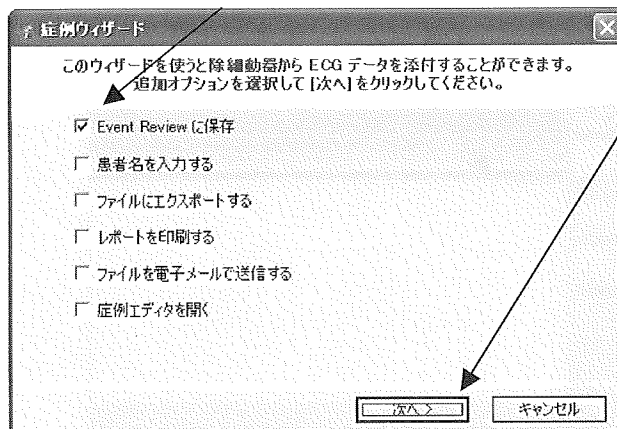 症例ウィザード
このウィザードを使うと除細動器から ECG データを添付することができます。
追加オプションを選択して [次へ] をクリックしてください。
Event Review に保存
患者名を入力する
ファイルにエクスポートする
レポートを印刷する
ファイルを電子メールで送信する
症例エディタを開く
次へ >
キャンセル